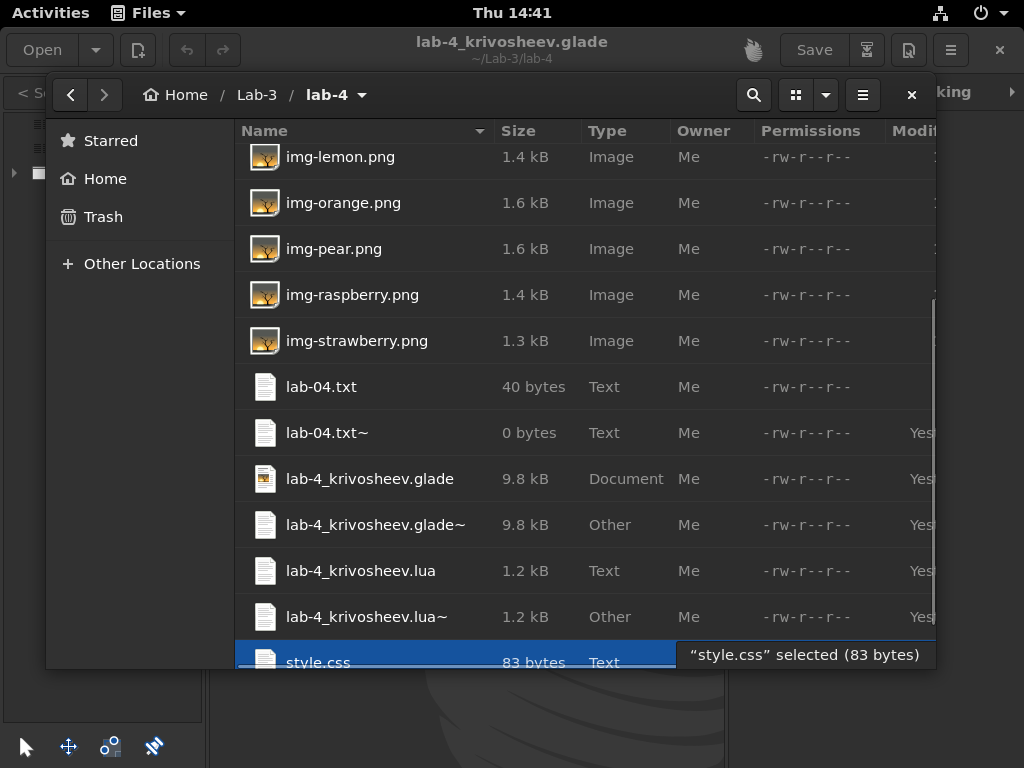 Activities Files Thu 14:41
Open lab-4_krivosheev.glade Save
~/Lab-3/lab-4
Home / Lab-3 / lab-4
Starred
Home
Trash
Other Locations
Name Size Type Owner Permissions
img-lemon.png 1.4 kB Image Me -rw-r--r--
img-orange.png 1.6 kB Image Me -rw-r--r--
img-pear.png 1.6 kB Image Me -rw-r--r--
img-raspberry.png 1.4 kB Image Me -rw-r--r--
img-strawberry.png 1.3 kB Image Me -rw-r--r--
lab-04.txt 40 bytes Text Me -rw-r--r--
lab-04.txt~ 0 bytes Text Me -rw-r--r--
lab-4_krivosheev.glade 9.8 kB Document Me -rw-r--r--
lab-4_krivosheev.glade~ 9.8 kB Other Me -rw-r--r--
lab-4_krivosheev.lua 1.2 kB Text Me -rw-r--r--
lab-4_krivosheev.lua~ 1.2 kB Other Me -rw-r--r--
style.css 83 bytes Text
“style.css” selected (83 bytes)